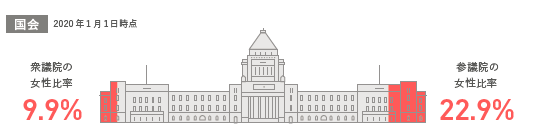 国会 2020年1月1日時点
衆議院の
女性比率
9.9%
参議院の
女性比率
22.9%